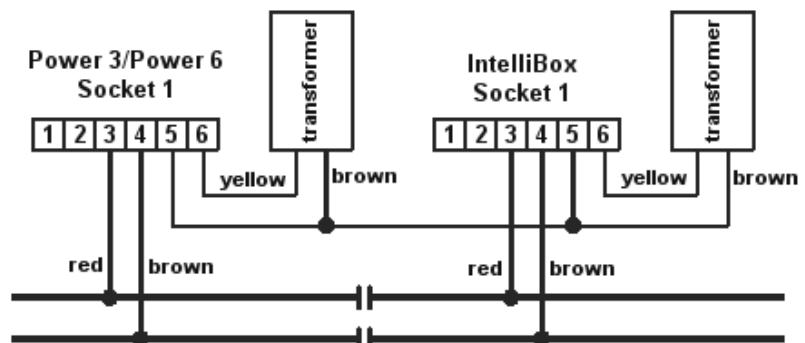 Power 3/Power 6
Socket 1
1 2 3 4 5 6
transformer
yellow
brown
red
brown
IntelliBox
Socket 1
1 2 3 4 5 6
transformer
yellow
brown
red
brown